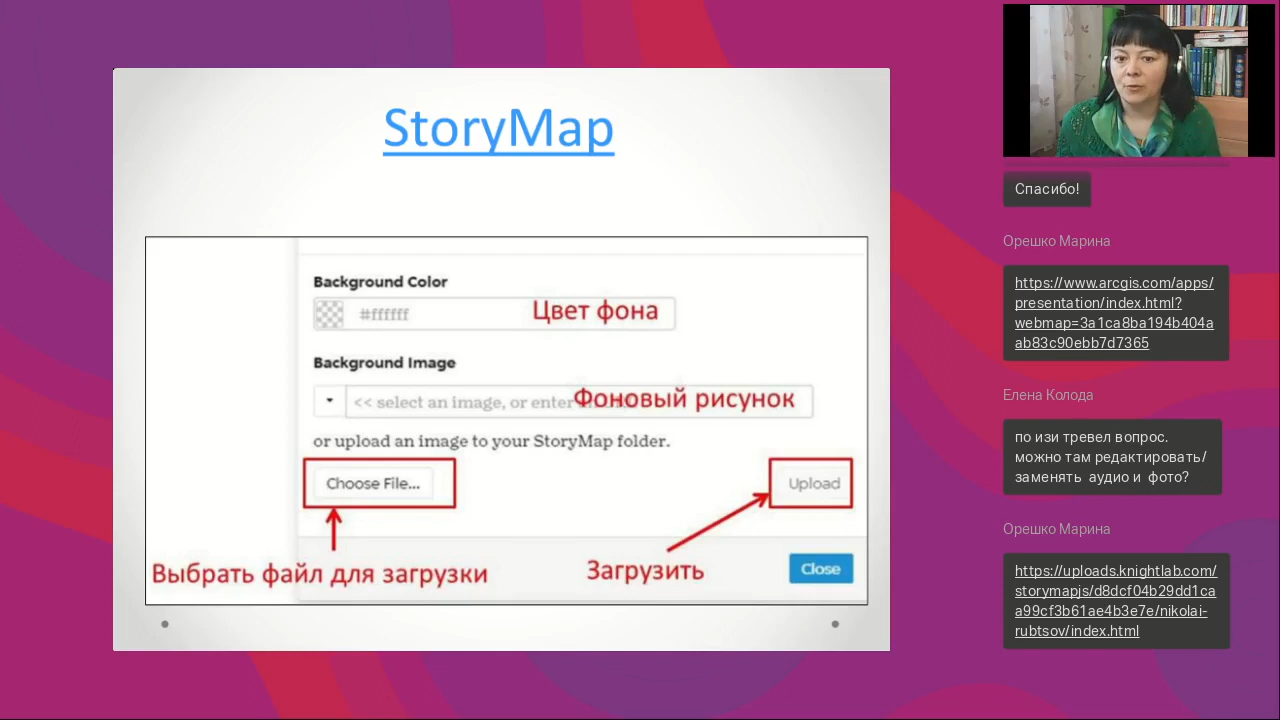 StoryMap
Background Color
#ffffff
Цвет фона
Background Image
<< select an image, or enter
Фоновый рисунок
or upload an image to your StoryMap folder.
Choose File...
Upload
Выбрать файл для загрузки
Загрузить
Close
Спасибо!
Орешко Марина
https://www.arcgis.com/apps/
presentation/index.html?
webmap=3a1ca8ba194b404a
ab83c90ebb7d7365
Елена Колода
по изи тревел вопрос.
можно там редактировать/
заменять аудио и фото?
Орешко Марина
https://uploads.knightlab.com/
storymapjs/d8dcf04b29dd1ca
a99cf3b61ae4b3e7e/nikolai-
rubtsov/index.html